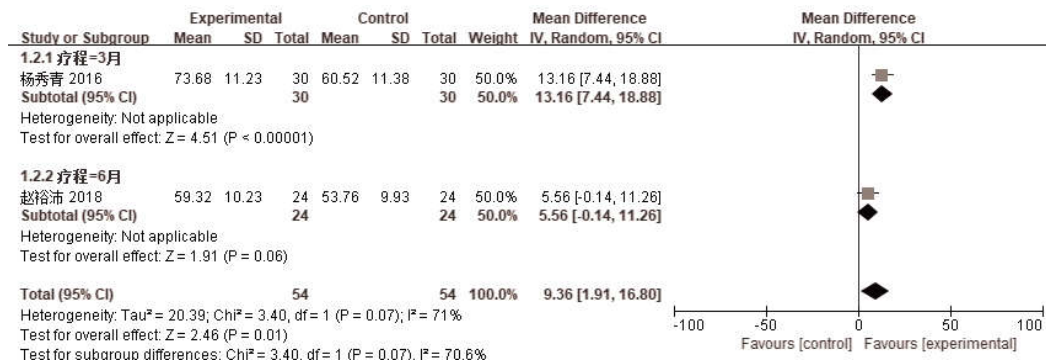 Experimental Control Mean Difference Mean Difference
Study or Subgroup Mean SD Total Mean SD Total Weight IV, Random, 95% CI IV, Random, 95% CI
1.2.1 疗程=3月
杨秀青 2016 73.68 11.23 30 60.52 11.38 30 50.0% 13.16 [7.44, 18.88]
Subtotal (95% CI) 30 30 50.0% 13.16 [7.44, 18.88]
Heterogeneity: Not applicable
Test for overall effect: Z = 4.51 (P < 0.00001)
1.2.2 疗程=6月
赵裕沛 2018 59.32 10.23 24 53.76 9.93 24 50.0% 5.56 [-0.14, 11.26]
Subtotal (95% CI) 24 24 50.0% 5.56 [-0.14, 11.26]
Heterogeneity: Not applicable
Test for overall effect: Z = 1.91 (P = 0.06)
Total (95% CI) 54 54 100.0% 9.36 [1.91, 16.80]
Heterogeneity: Tau² = 20.39; Chi² = 3.40, df = 1 (P = 0.07); I² = 71%
Test for overall effect: Z = 2.46 (P = 0.01)
Test for subgroup differences: Chi² = 3.40, df = 1 (P = 0.07), I² = 70.6%
-100 -50 0 50 100
Favours [control] Favours [experimental]